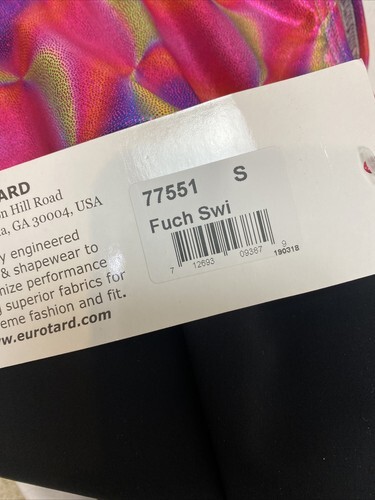 ARD
n Hill Road
a, GA 30004, USA
y engineered
& shapewear to
mize performance
g superior fabrics for
eme fashion and fit.
w.eurotard.com
77551 S
Fuch Swi
7 12693 09387 9
19031B